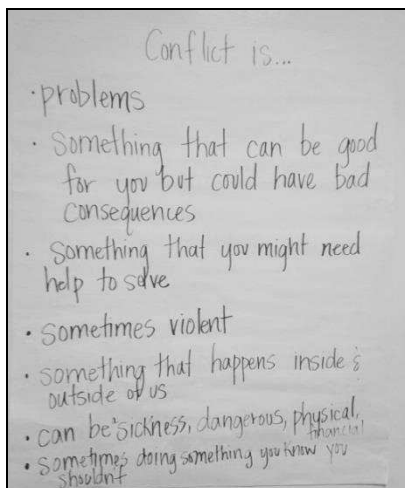 Conflict is...
· problems
· Something that can be good
for you but could have bad
consequences
· Something that you might need
help to solve
· sometimes violent
· something that happens inside &
outside of us
· can be sickness, dangerous, physical,
financial
· sometimes doing something you know you
shouldn't